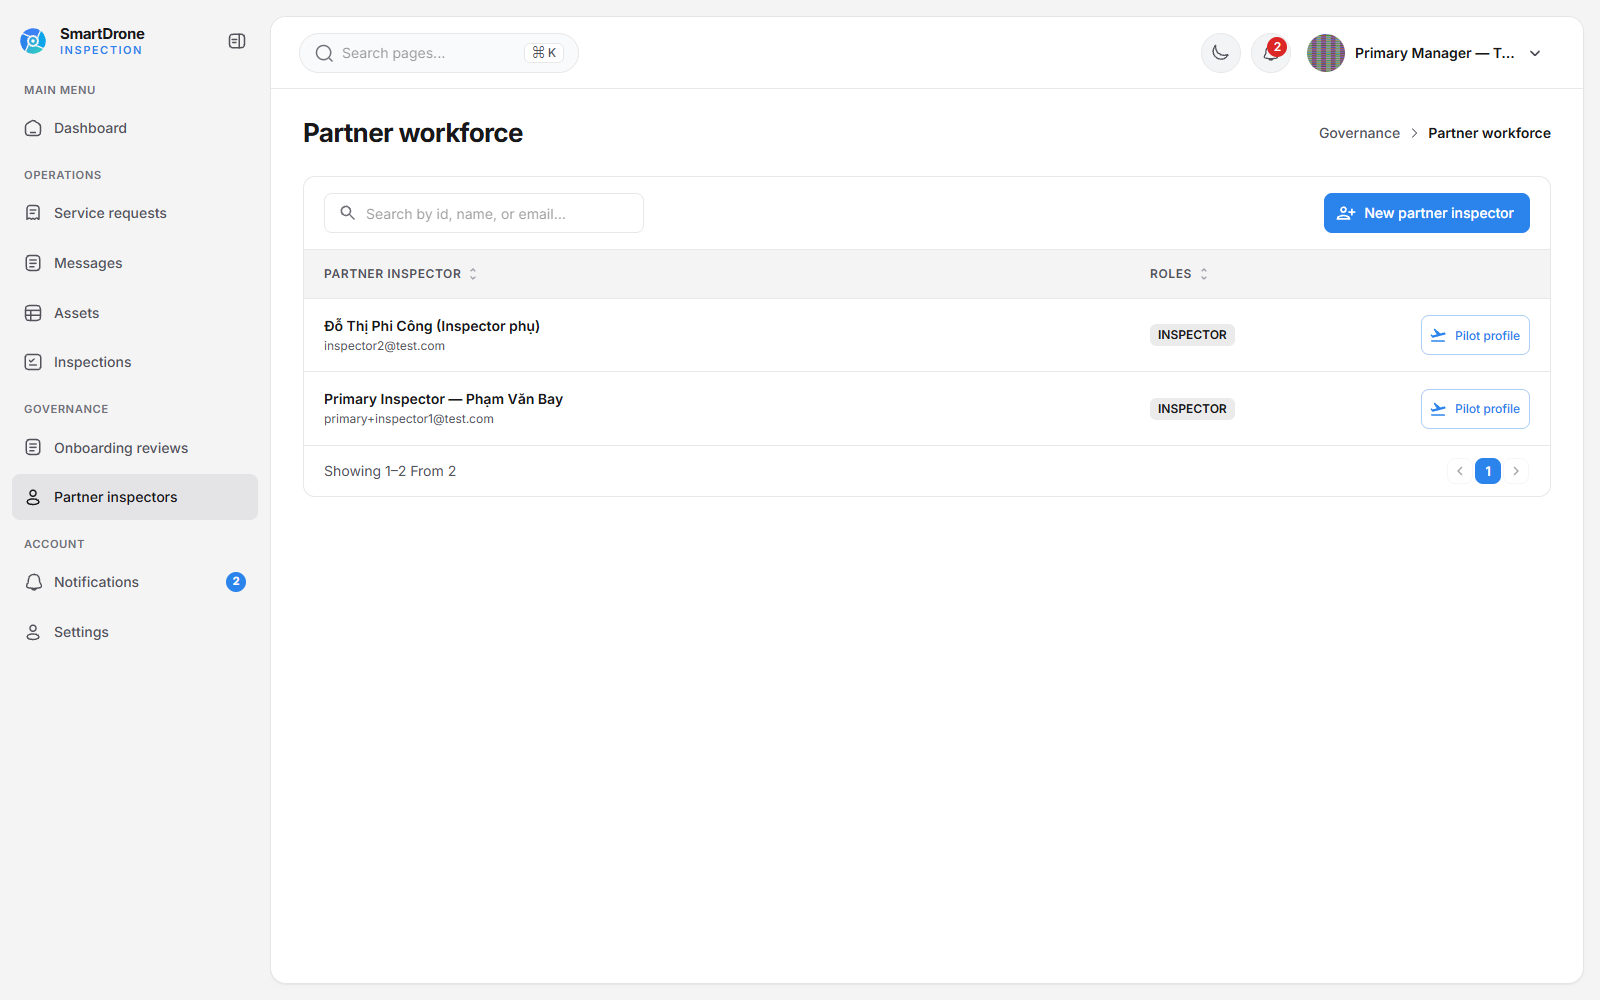 SmartDrone
INSPECTION
MAIN MENU
Dashboard
OPERATIONS
Service requests
Messages
Assets
Inspections
GOVERNANCE
Onboarding reviews
Partner inspectors
ACCOUNT
Notifications 2
Settings
Search pages... ⌘ K
2
Primary Manager — T...
Partner workforce
Governance > Partner workforce
Search by id, name, or email...
New partner inspector
PARTNER INSPECTOR ROLES
Đỗ Thị Phi Công (Inspector phụ)
inspector2@test.com
INSPECTOR
Pilot profile
Primary Inspector — Phạm Văn Bay
primary+inspector1@test.com
INSPECTOR
Pilot profile
Showing 1–2 From 2
1